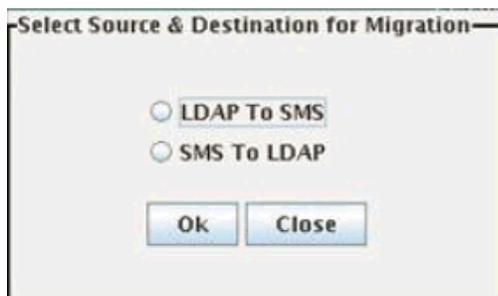 Select Source & Destination for Migration
LDAP To SMS
SMS To LDAP
Ok
Close